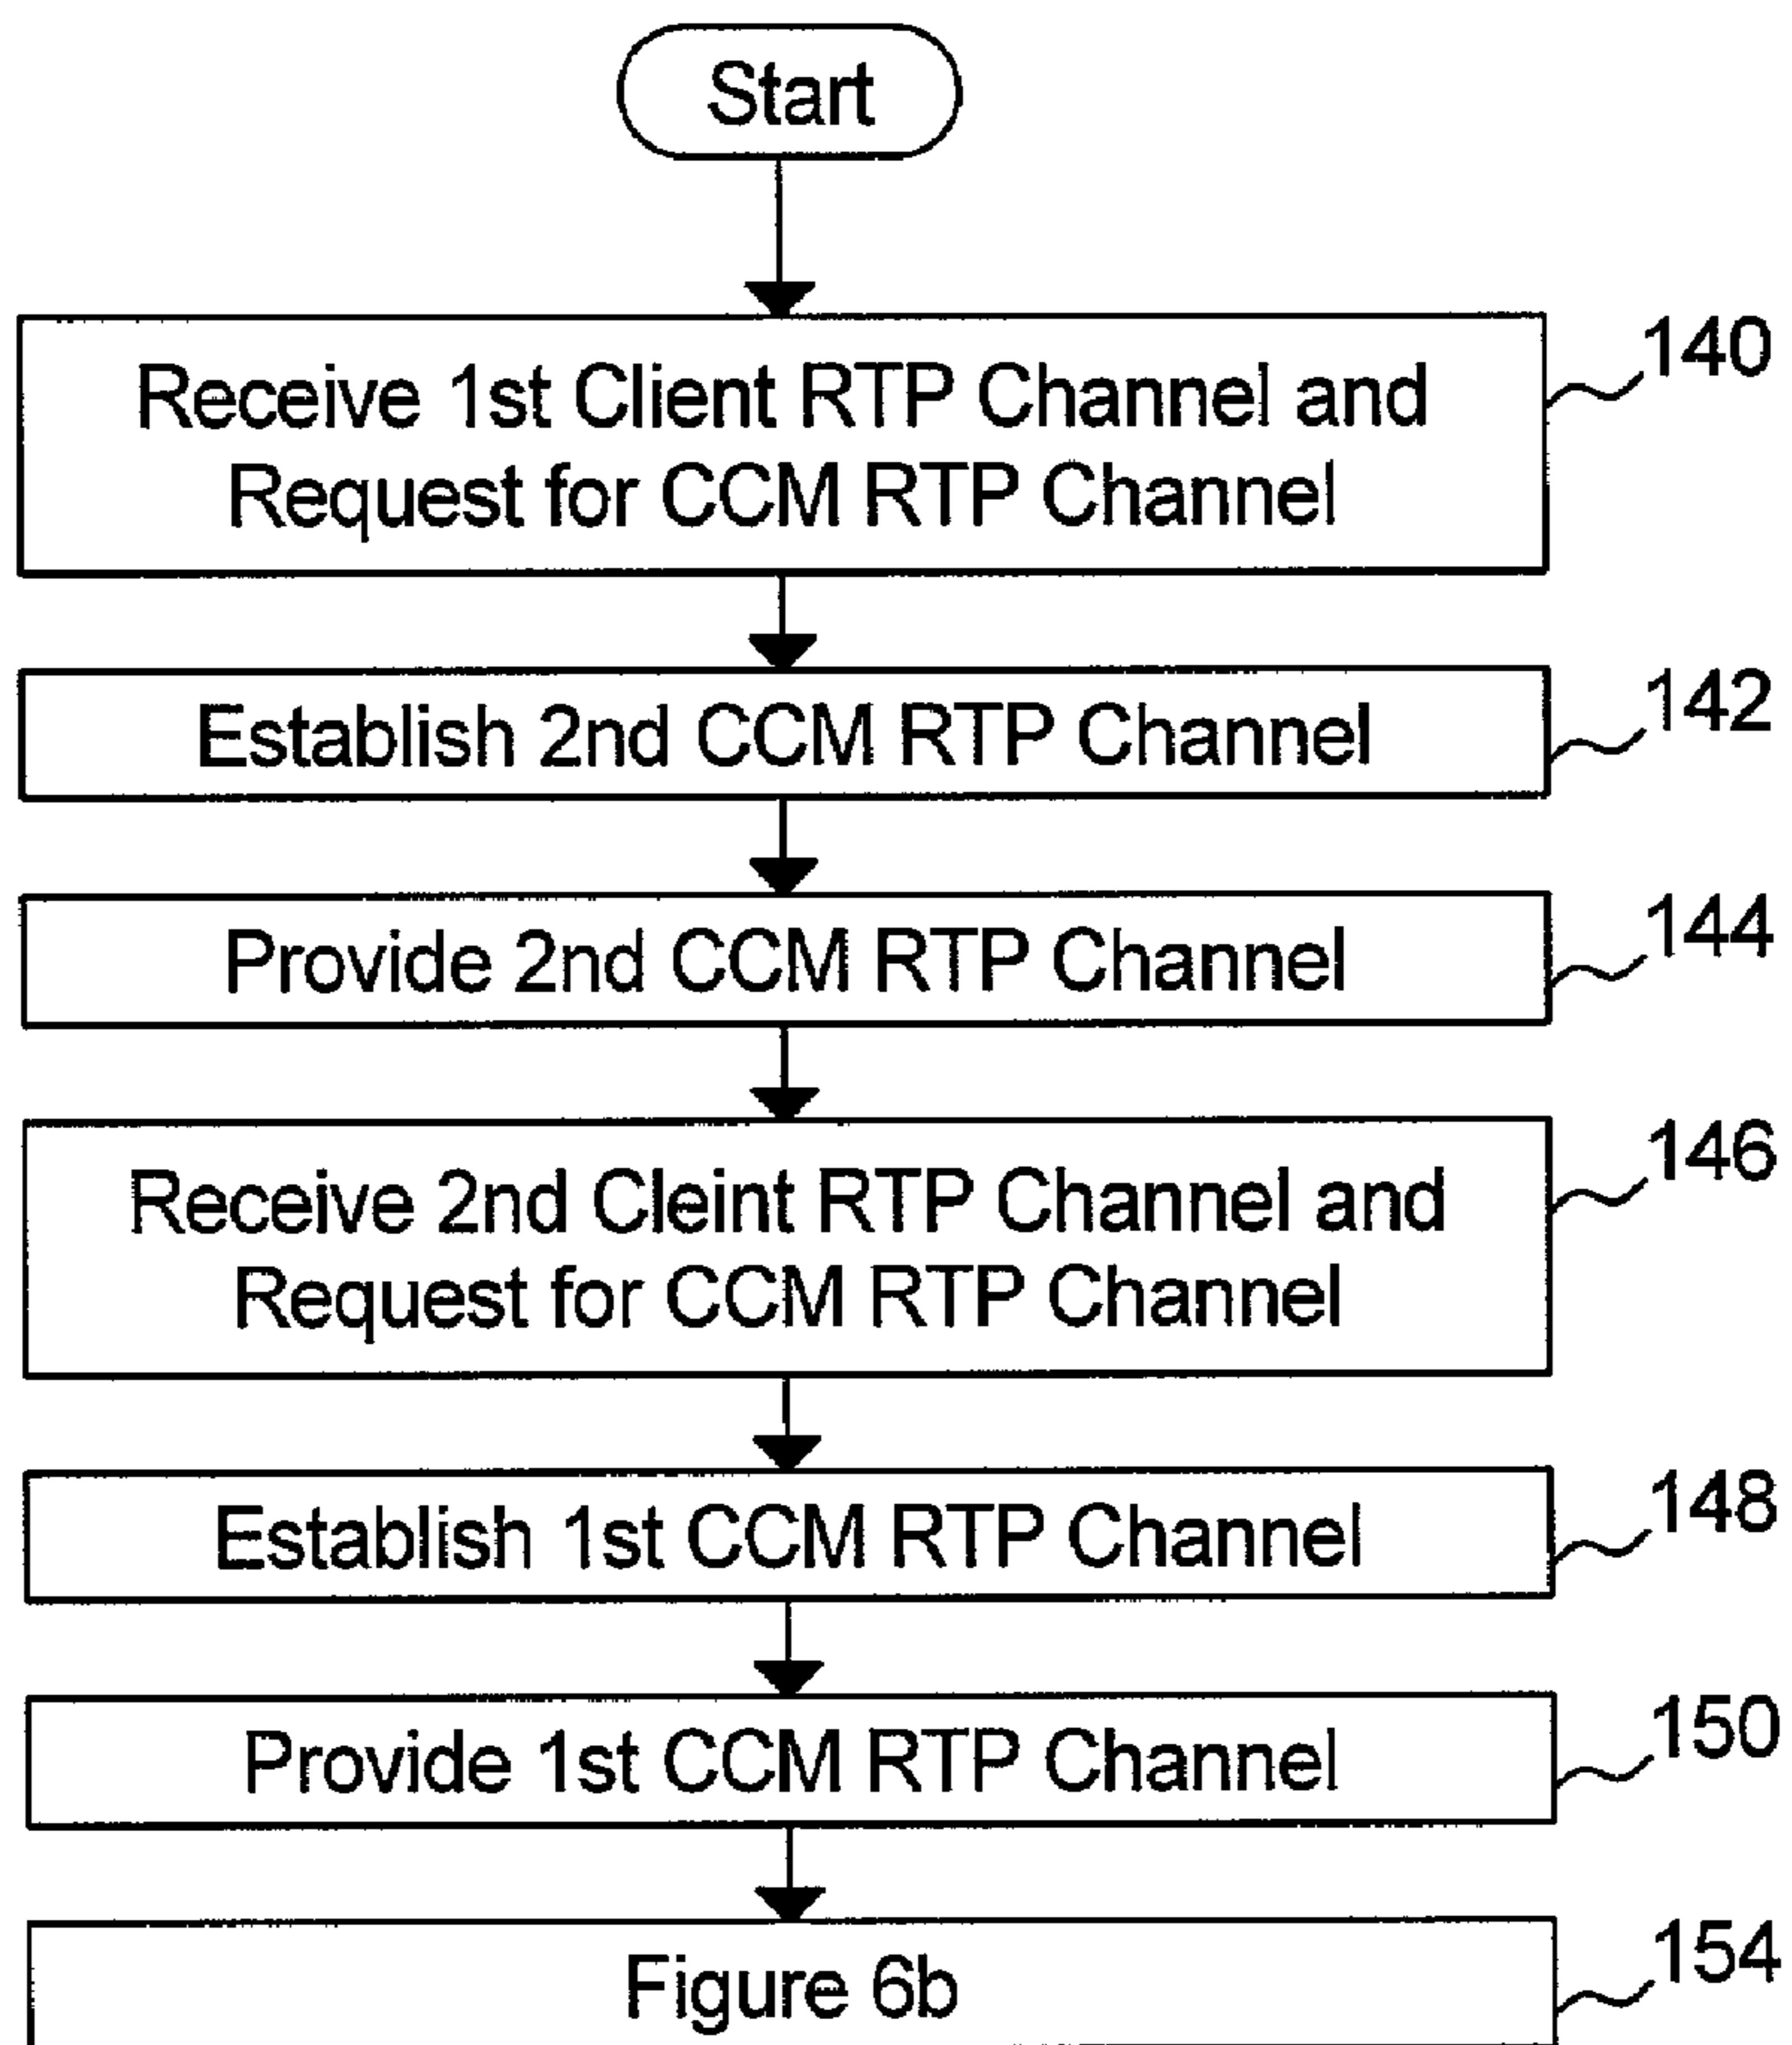 Start
Receive 1st Client RTP Channel and
Request for CCM RTP Channel
140
Establish 2nd CCM RTP Channel
142
Provide 2nd CCM RTP Channel
144
Receive 2nd Cleint RTP Channel and
Request for CCM RTP Channel
146
Establish 1st CCM RTP Channel
148
Provide 1st CCM RTP Channel
150
Figure 6b
154